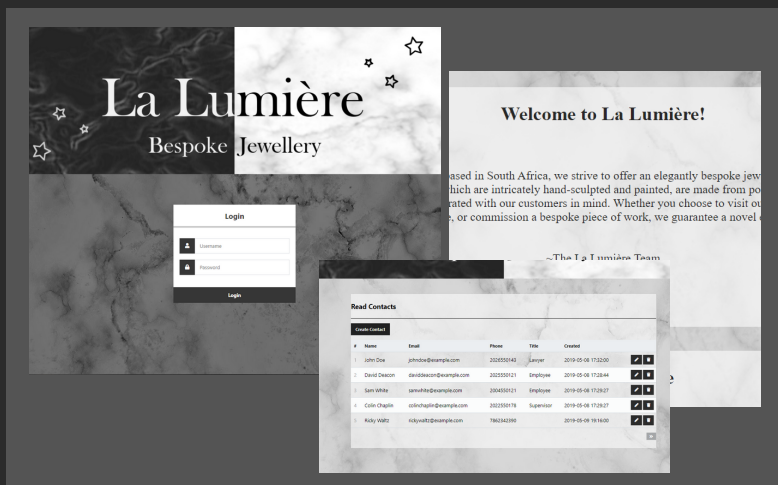 La Lumière
Bespoke Jewellery
Login
Username
Password
Login
Welcome to La Lumière!
based in South Africa, we strive to offer an elegantly bespoke jew
which are intricately hand-sculpted and painted, are made from po
rated with our customers in mind. Whether you choose to visit ou
e, or commission a bespoke piece of work, we guarantee a novel
~The La Lumière Team
Read Contacts
Create Contact
# Name Email Phone Title Created
1 John Doe johndoe@example.com 2026550143 Lawyer 2019-05-08 17:32:00
2 David Deacon daviddeacon@example.com 2025550121 Employee 2019-05-08 17:28:44
3 Sam White samwhite@example.com 2004550121 Employee 2019-05-08 17:29:27
4 Colin Chaplin colinchaplin@example.com 2022550178 Supervisor 2019-05-08 17:29:27
5 Ricky Waltz rickywaltz@example.com 7862342390 2019-05-09 19:16:00